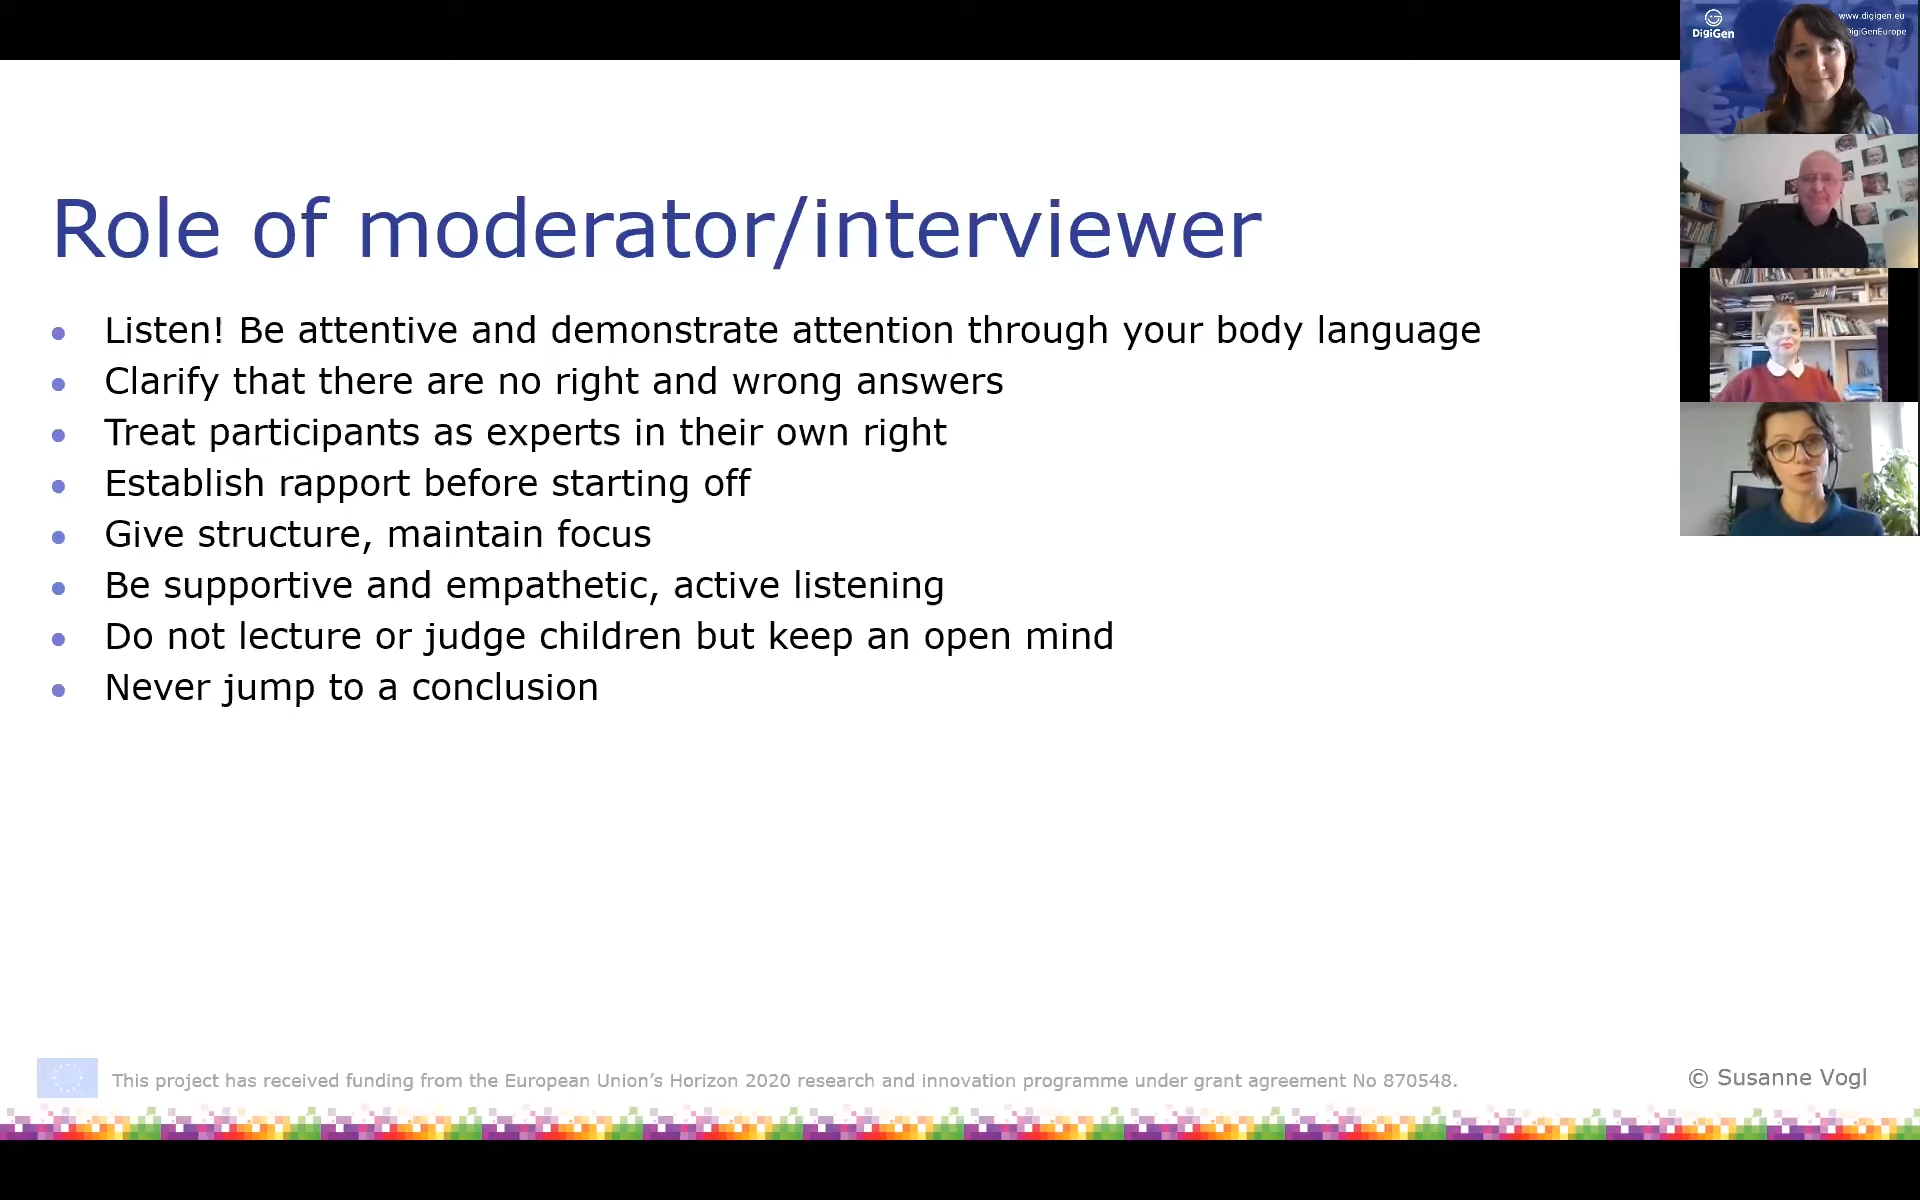 www.digigen.eu
DigiGen
DigiGenEurope
Role of moderator/interviewer
Listen! Be attentive and demonstrate attention through your body language
Clarify that there are no right and wrong answers
Treat participants as experts in their own right
Establish rapport before starting off
Give structure, maintain focus
Be supportive and empathetic, active listening
Do not lecture or judge children but keep an open mind
Never jump to a conclusion
This project has received funding from the European Union’s Horizon 2020 research and innovation programme under grant agreement No 870548.
© Susanne Vogl